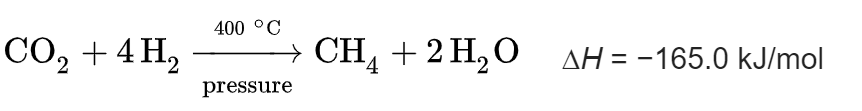 400 °C
CO₂ + 4 H₂ ⟶ CH₄ + 2 H₂O ΔH = −165.0 kJ/mol
pressure